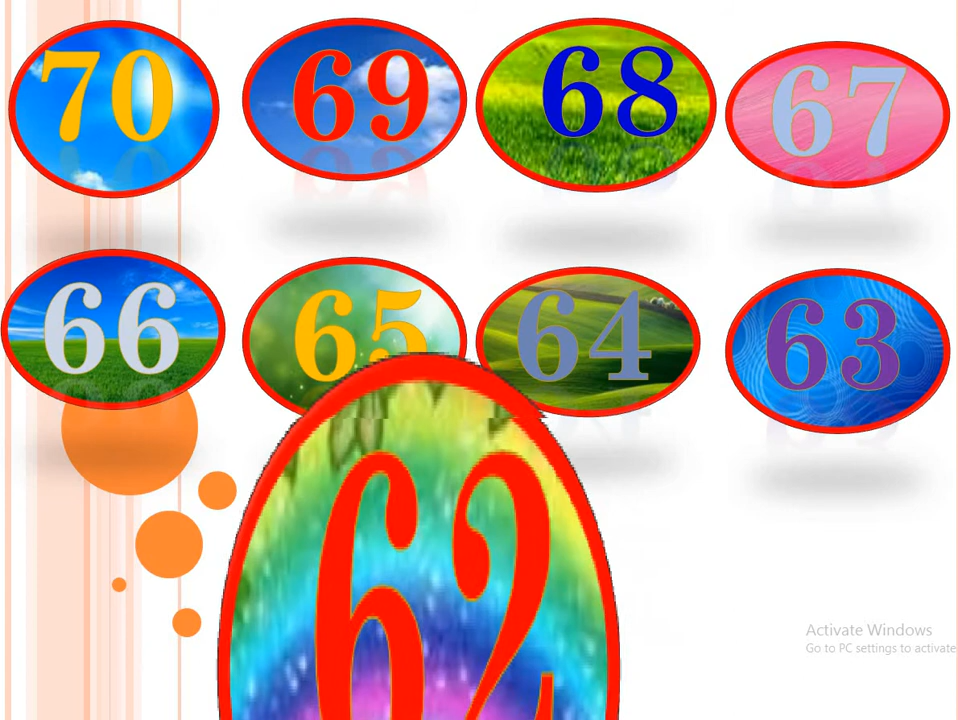 70 69 68 67
66 65 64 63
62
Activate Windows
Go to PC settings to activate